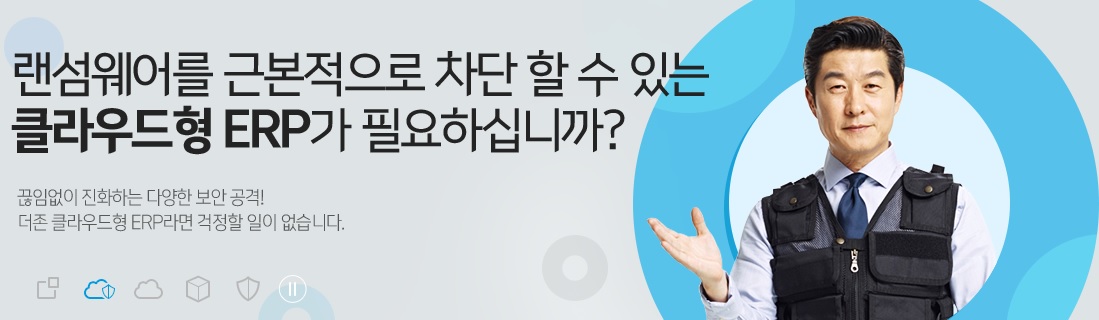 랜섬웨어를 근본적으로 차단 할 수 있는
클라우드형 ERP가 필요하십니까?
끊임없이 진화하는 다양한 보안 공격!
더존 클라우드형 ERP라면 걱정할 일이 없습니다.